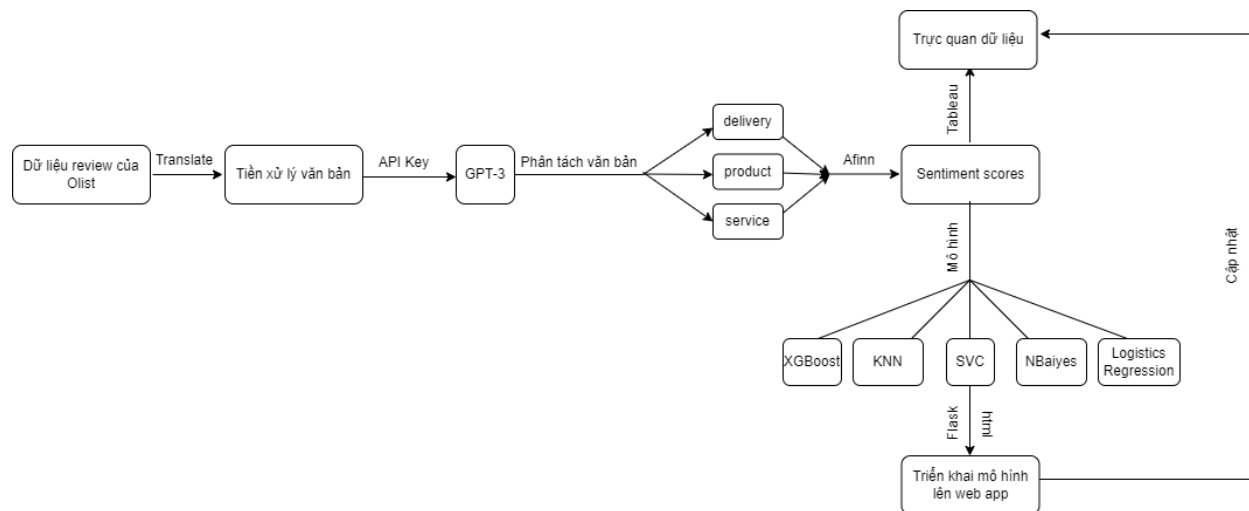 Trực quan dữ liệu
Tableau
delivery
Dữ liệu review của
Olist
Translate
Tiền xử lý văn bản
API Key
GPT-3
Phân tách văn bản
product
Afinn
Sentiment scores
service
Mô hình
Cập nhật
XGBoost
KNN
SVC
NBaiyes
Logistics
Regression
Flask
html
Triển khai mô hình
lên web app